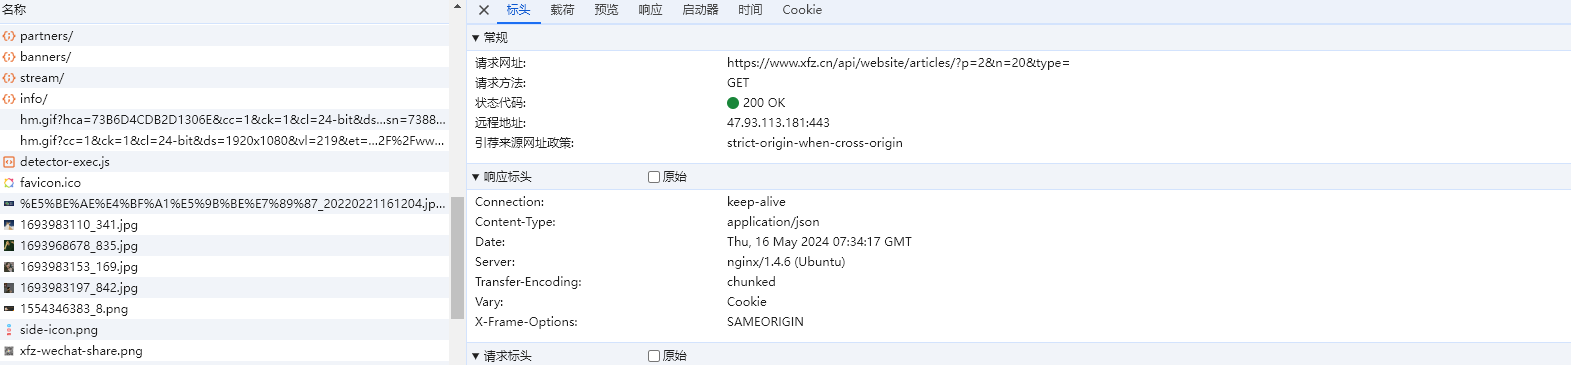 名称
partners/
banners/
stream/
info/
hm.gif?hca=73B6D4CDB2D1306E&cc=1&ck=1&cl=24-bit&ds...sn=7388...
hm.gif?cc=1&ck=1&cl=24-bit&ds=1920x1080&vl=219&et=...2F%2Fww...
detector-exec.js
favicon.ico
%E5%BE%AE%E4%BF%A1%E5%9B%BE%E7%89%87_20220221161204.jp...
1693983110_341.jpg
1693968678_835.jpg
1693983153_169.jpg
1693983197_842.jpg
1554346383_8.png
side-icon.png
xfz-wechat-share.png
标头 载荷 预览 响应 启动器 时间 Cookie
常规
请求网址: https://www.xfz.cn/api/website/articles/?p=2&n=20&type=
请求方法: GET
状态代码: 200 OK
远程地址: 47.93.113.181:443
引荐来源网址政策: strict-origin-when-cross-origin
响应标头 原始
Connection: keep-alive
Content-Type: application/json
Date: Thu, 16 May 2024 07:34:17 GMT
Server: nginx/1.4.6 (Ubuntu)
Transfer-Encoding: chunked
Vary: Cookie
X-Frame-Options: SAMEORIGIN
请求标头 原始